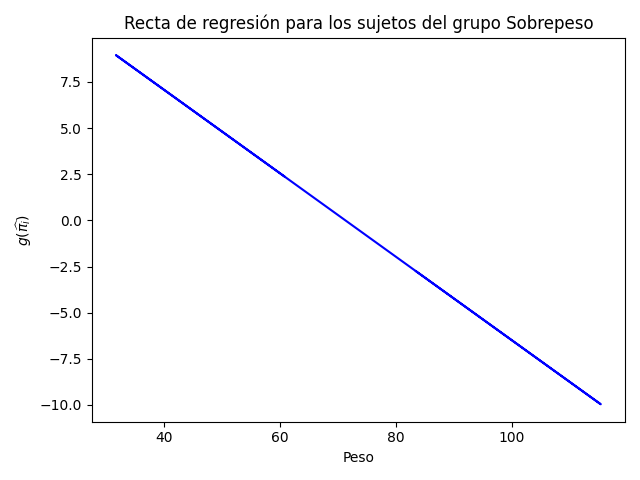 Recta de regresión para los sujetos del grupo Sobrepeso
7.5
5.0
2.5
0.0
−2.5
−5.0
−7.5
−10.0
g(π̂ᵢ)
40 60 80 100
Peso